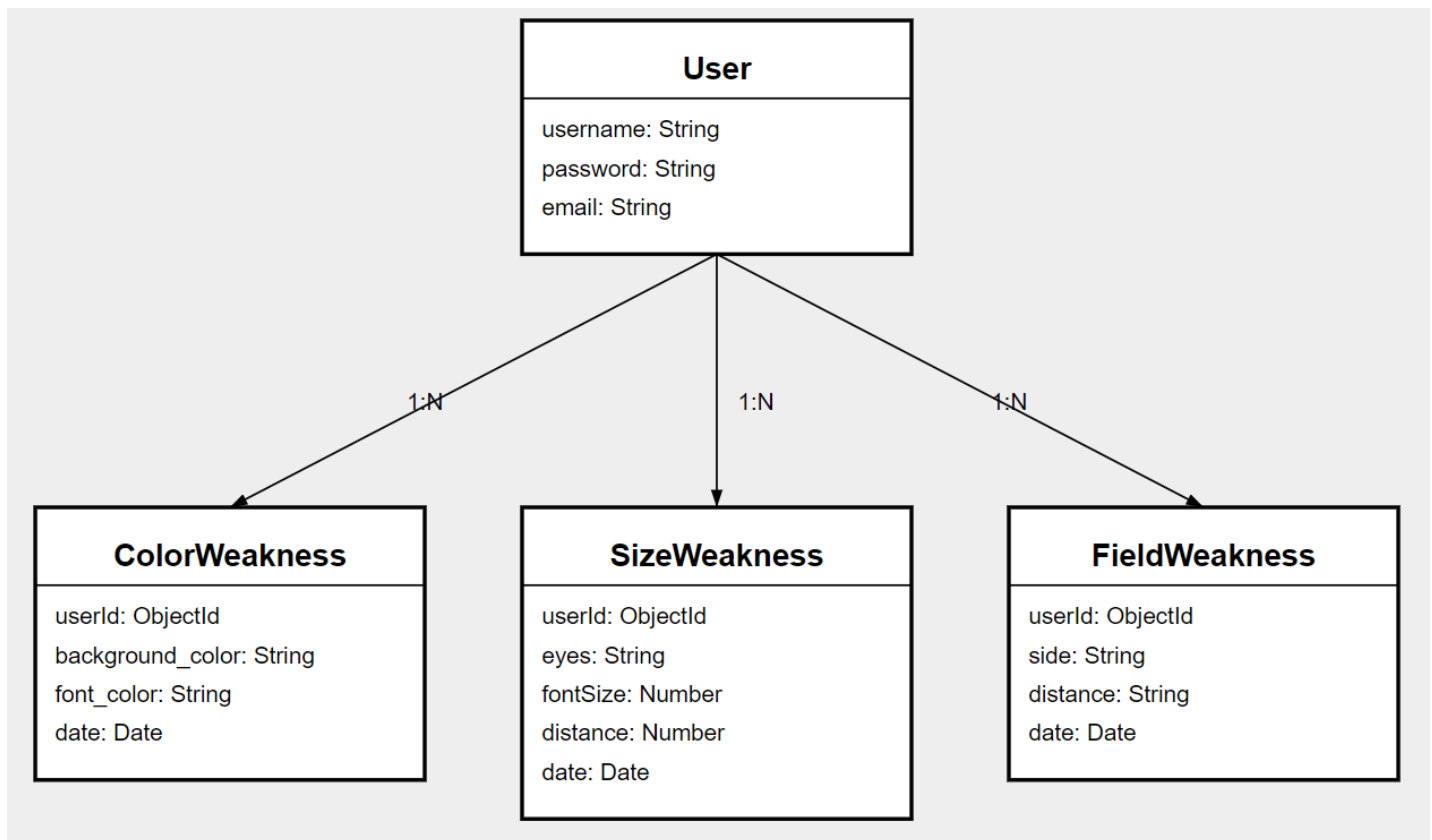 User
username: String
password: String
email: String
1:N
1:N
1:N
ColorWeakness
userId: ObjectId
background_color: String
font_color: String
date: Date
SizeWeakness
userId: ObjectId
eyes: String
fontSize: Number
distance: Number
date: Date
FieldWeakness
userId: ObjectId
side: String
distance: String
date: Date